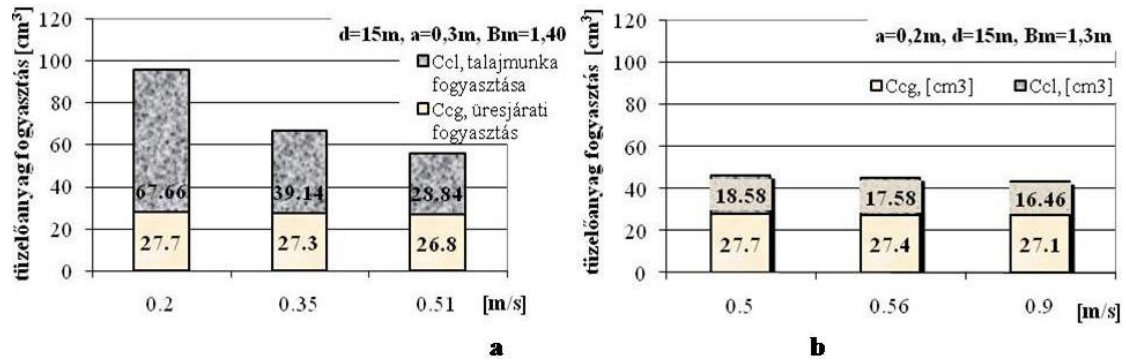 tüzelőanyag fogyasztás [cm³]
120
100
80
60
40
20
0
d=15m, a=0,3m, Bm=1,40
Ccl, talajmunka
fogyasztása
Ccg, üresjárati
fogyasztás
67.66
39.14
28.84
27.7
27.3
26.8
0.2
0.35
0.51
[m/s]
a
tüzelőanyag fogyasztás [cm³]
120
100
80
60
40
20
0
a=0,2m, d=15m, Bm=1,3m
Ccg, [cm3]
Ccl, [cm3]
18.58
17.58
16.46
27.7
27.4
27.1
0.5
0.56
0.9
[m/s]
b